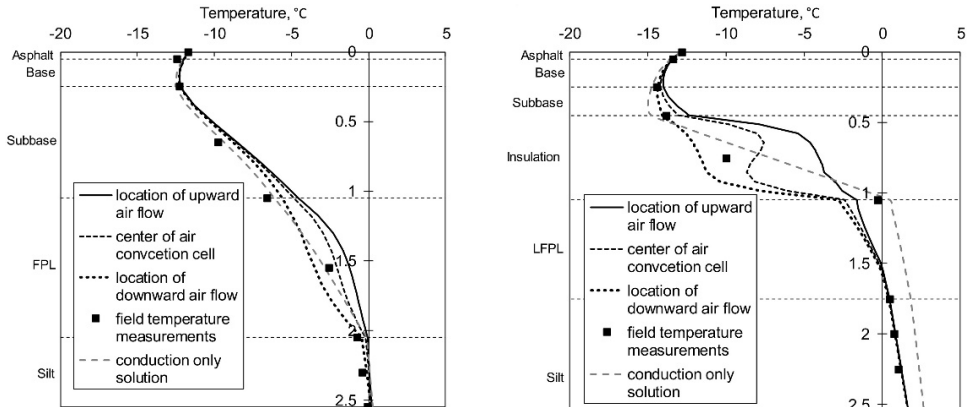 Temperature, °C
-20 -15 -10 -5 0 5
Asphalt
Base
Subbase
FPL
Silt
0
0.5
1
1.5
2
2.5
location of upward
air flow
center of air
convcetion cell
location of
downward air flow
field temperature
measurements
conduction only
solution
Temperature, °C
-20 -15 -10 -5 0 5
Asphalt
Base
Subbase
Insulation
LFPL
Silt
0
0.5
1
1.5
2
2.5
location of upward
air flow
center of air
convcetion cell
location of
downward air flow
field temperature
measurements
conduction only
solution